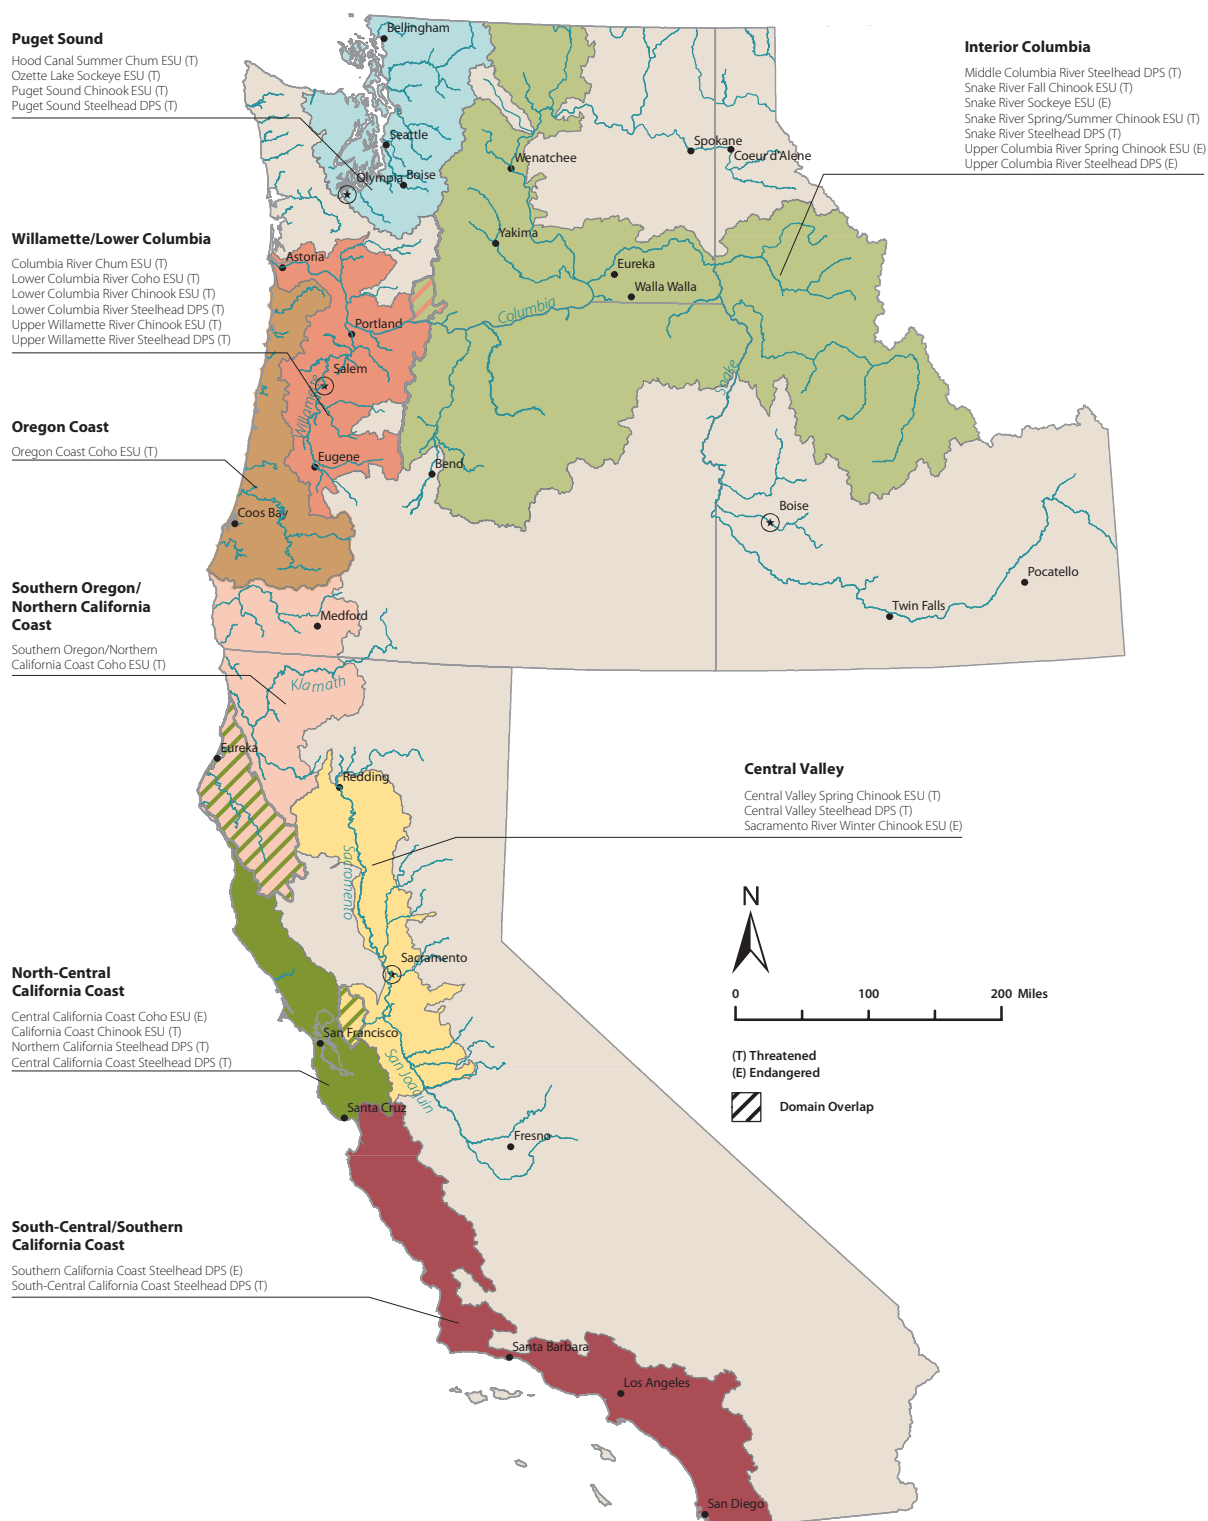 Puget Sound
Hood Canal Summer Chum ESU (T)
Ozette Lake Sockeye ESU (T)
Puget Sound Chinook ESU (T)
Puget Sound Steelhead DPS (T)
Willamette/Lower Columbia
Columbia River Chum ESU (T)
Lower Columbia River Coho ESU (T)
Lower Columbia River Chinook ESU (T)
Lower Columbia River Steelhead DPS (T)
Upper Willamette River Chinook ESU (T)
Upper Willamette River Steelhead DPS (T)
Oregon Coast
Oregon Coast Coho ESU (T)
Southern Oregon/
Northern California
Coast
Southern Oregon/Northern
California Coast Coho ESU (T)
North-Central
California Coast
Central California Coast Coho ESU (E)
California Coast Chinook ESU (T)
Northern California Steelhead DPS (T)
Central California Coast Steelhead DPS (T)
South-Central/Southern
California Coast
Southern California Coast Steelhead DPS (E)
South-Central California Coast Steelhead DPS (T)
Interior Columbia
Middle Columbia River Steelhead DPS (T)
Snake River Fall Chinook ESU (T)
Snake River Sockeye ESU (E)
Snake River Spring/Summer Chinook ESU (T)
Snake River Steelhead DPS (T)
Upper Columbia River Spring Chinook ESU (E)
Upper Columbia River Steelhead DPS (E)
Central Valley
Central Valley Spring Chinook ESU (T)
Central Valley Steelhead DPS (T)
Sacramento River Winter Chinook ESU (E)
Bellingham
Seattle
Olympia
Boise
Wenatchee
Spokane
Coeur d'Alene
Yakima
Eureka
Walla Walla
Astoria
Columbia
Portland
Salem
Willamette
Snake
Eugene
Bend
Coos Bay
Boise
Pocatello
Twin Falls
Medford
Klamath
Eureka
Redding
Sacromento
Sacramento
San Francisco
San Joaquin
Santa Cruz
Fresno
Santa Barbara
Los Angeles
San Diego
N
0 100 200 Miles
(T) Threatened
(E) Endangered
Domain Overlap